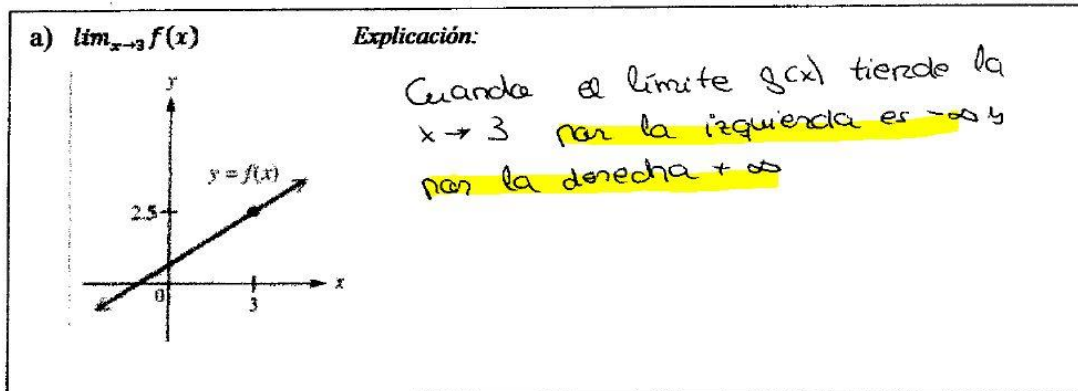 a) lim_{x→3} f(x)
Explicación:
Cuando el límite g(x) tiende la
x → 3 por la izquierda es -∞ y
por la derecha + ∞
y
y = f(x)
2.5
0
3
x